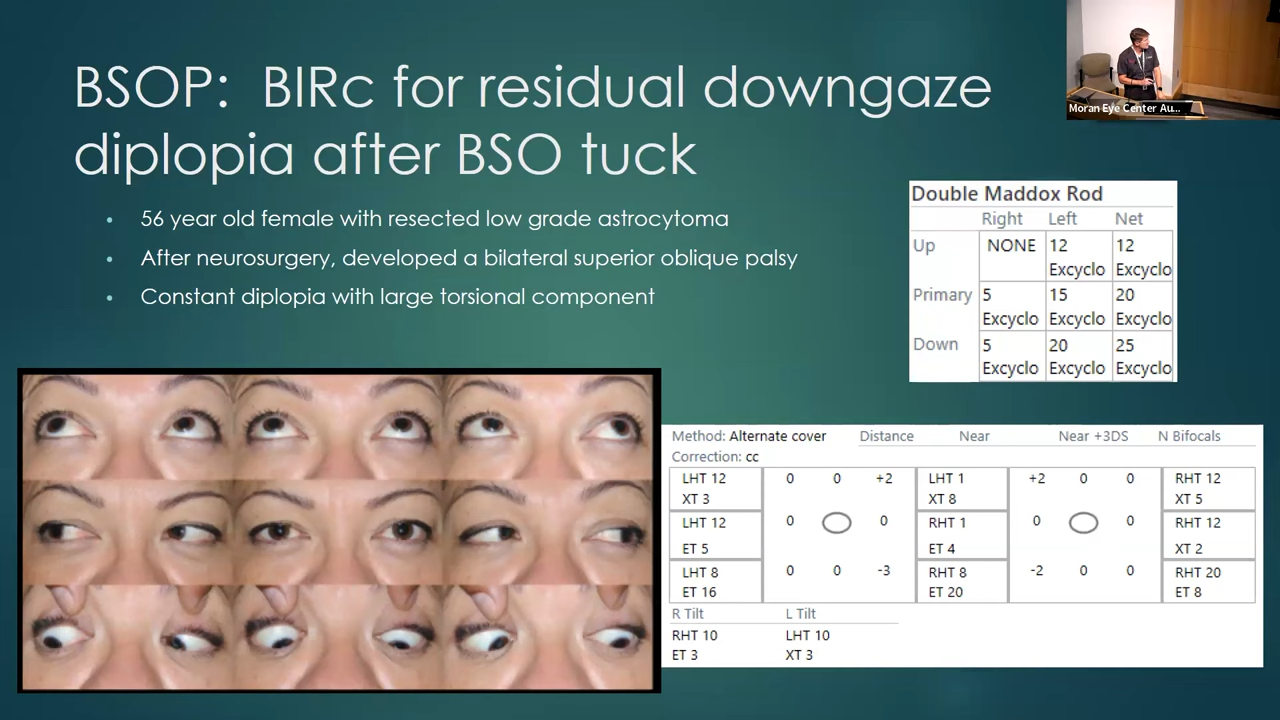 BSOP: BIRc for residual downgaze
diplopia after BSO tuck
Moran Eye Center Au...
• 56 year old female with resected low grade astrocytoma
• After neurosurgery, developed a bilateral superior oblique palsy
• Constant diplopia with large torsional component
Double Maddox Rod
Right Left Net
Up NONE 12 12
Excyclo Excyclo
Primary 5 15 20
Excyclo Excyclo Excyclo
Down 5 20 25
Excyclo Excyclo Excyclo
Method: Alternate cover Distance Near Near +3DS N Bifocals
Correction: cc
LHT 12 0 0 +2 LHT 1 +2 0 0 RHT 12
XT 3 XT 8 XT 5
LHT 12 0 0 RHT 1 0 0 RHT 12
ET 5 ET 4 XT 2
LHT 8 0 0 -3 RHT 8 -2 0 0 RHT 20
ET 16 ET 20 ET 8
R Tilt L Tilt
RHT 10 LHT 10
ET 3 XT 3